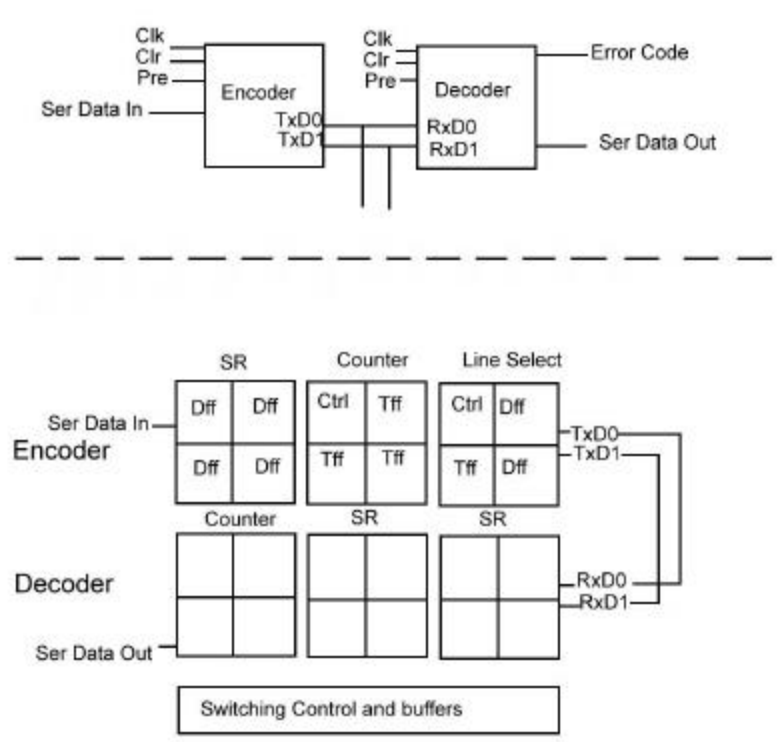 Clk
Clr
Pre
Ser Data In
Encoder
TxD0
TxD1
Clk
Clr
Pre
Decoder
RxD0
RxD1
Error Code
Ser Data Out
SR
Counter
Line Select
Dff Dff
Ctrl Tff
Ctrl Dff
Ser Data In
Encoder
Dff Dff
Tff Tff
Tff Dff
TxD0
TxD1
Counter
SR
SR
Decoder
RxD0
RxD1
Ser Data Out
Switching Control and buffers